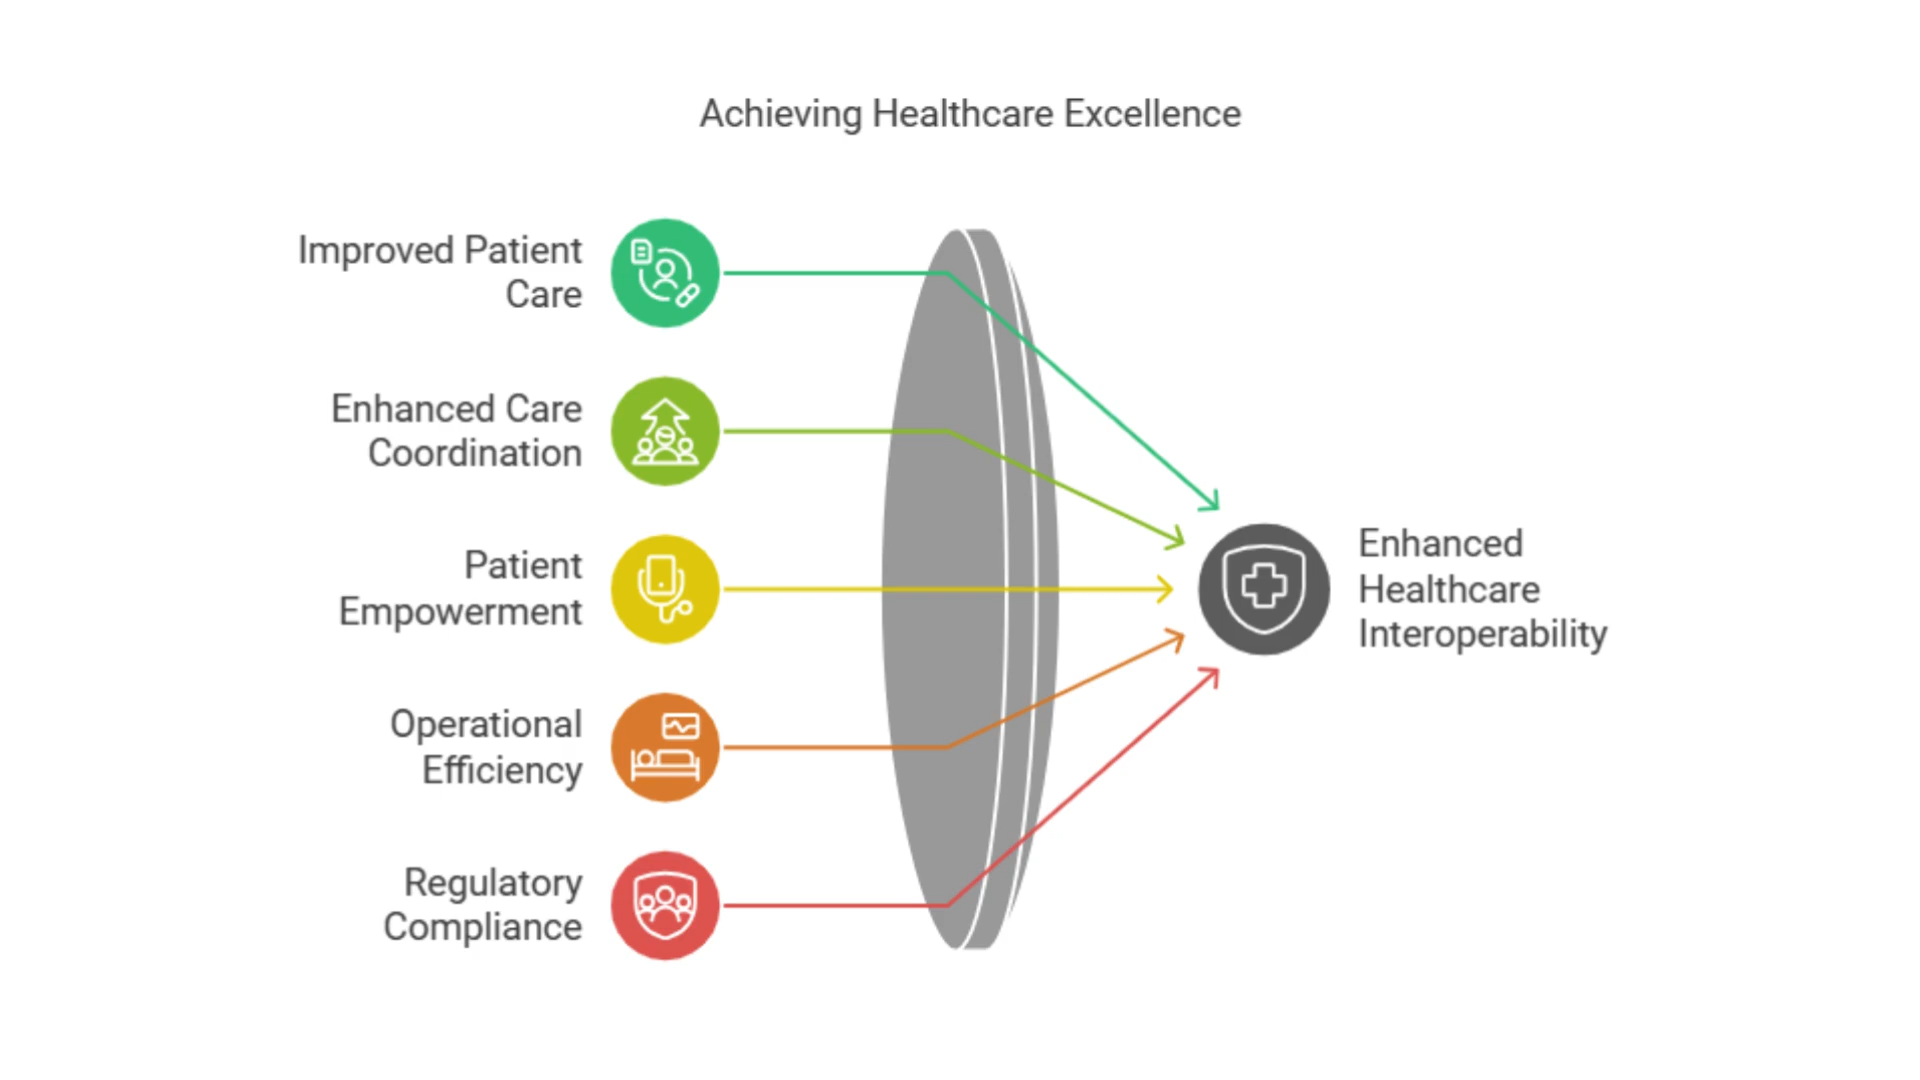 Achieving Healthcare Excellence
Improved Patient
Care
Enhanced Care
Coordination
Patient
Empowerment
Operational
Efficiency
Regulatory
Compliance
Enhanced
Healthcare
Interoperability